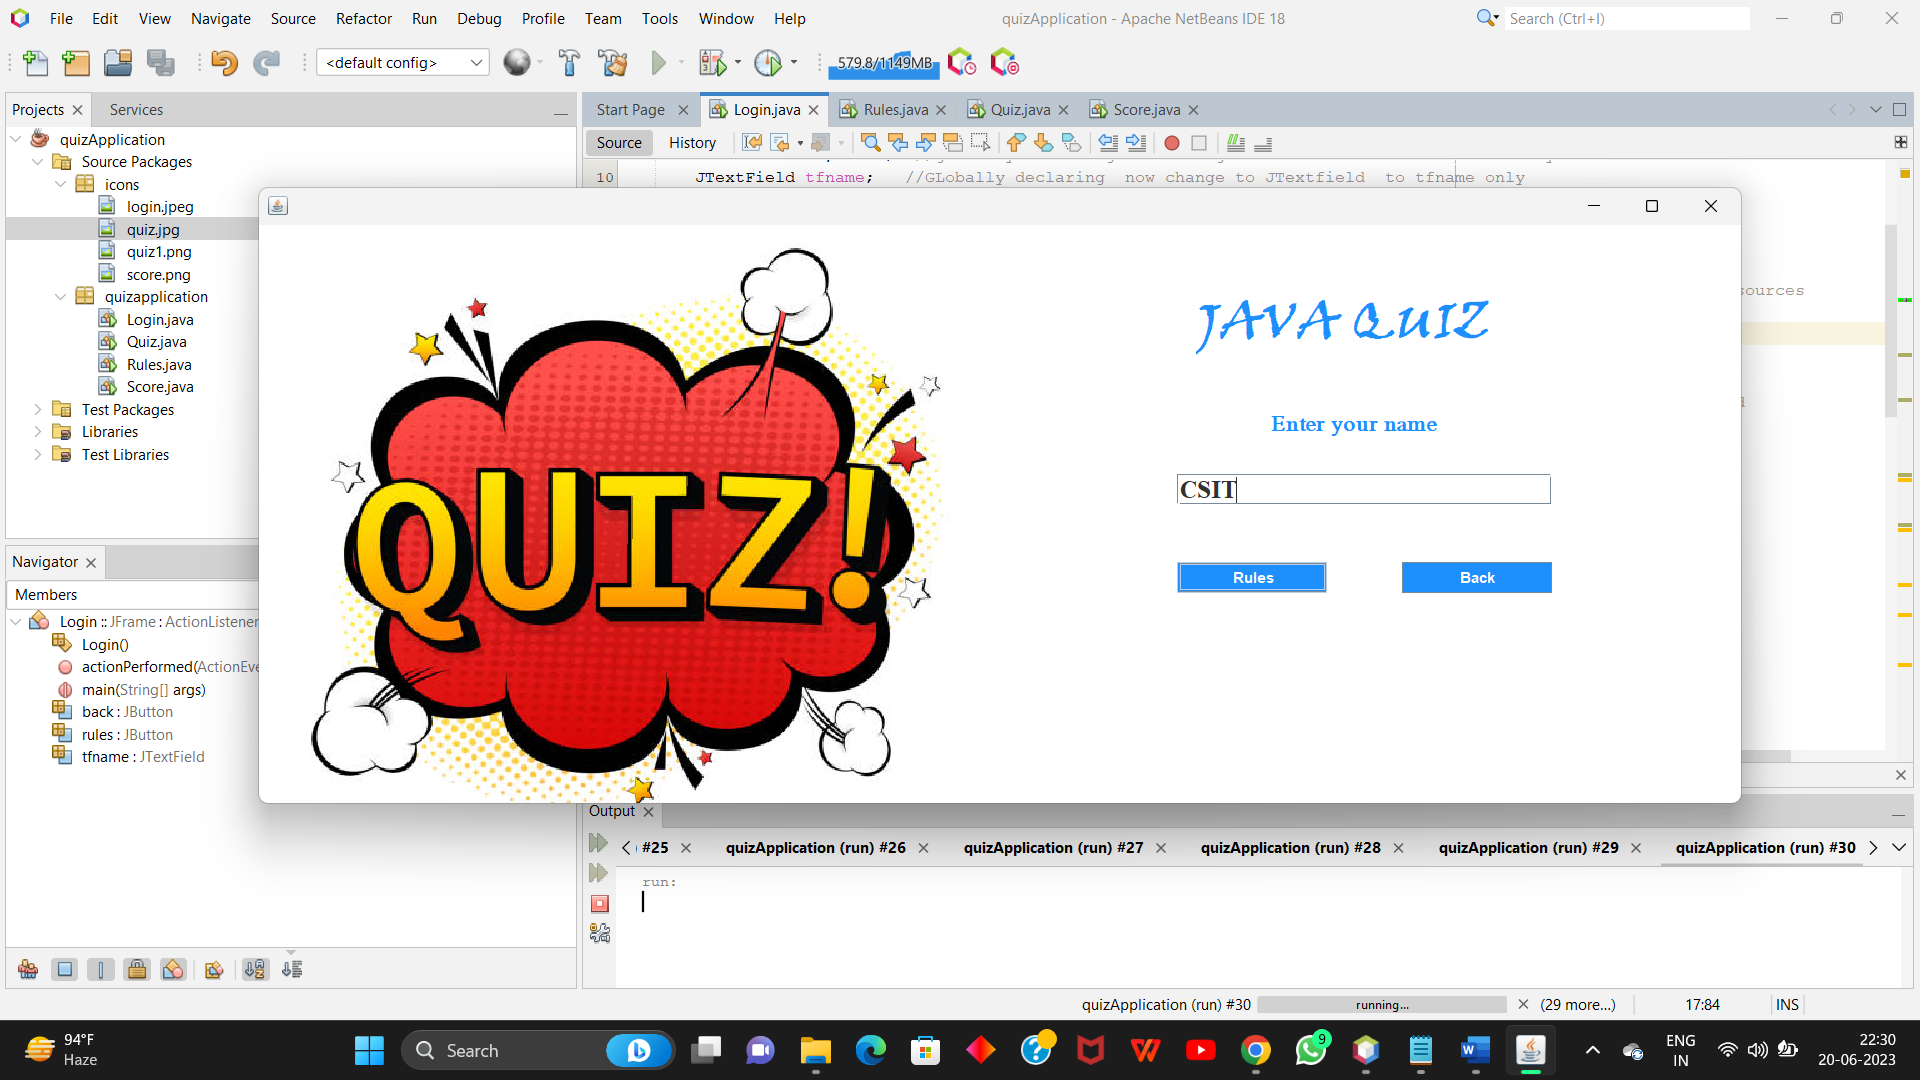 File Edit View Navigate Source Refactor Run Debug Profile Team Tools Window Help
quizApplication - Apache NetBeans IDE 18
Search (Ctrl+I)
<default config>
579.8/1149MB
Projects Services
Start Page Login.java Rules.java Quiz.java Score.java
Source History
quizApplication
Source Packages
icons
login.jpeg
quiz.jpg
quiz1.png
score.png
quizapplication
Login.java
Quiz.java
Rules.java
Score.java
Test Packages
Libraries
Test Libraries
10 JTextField tfname; //GLobally declaring now change to JTextfield to tfname only
sources
QUIZ!
JAVA QUIZ
Enter your name
CSIT
Rules Back
Navigator
Members
Login :: JFrame : ActionListener
Login()
actionPerformed(ActionEve
main(String[] args)
back : JButton
rules : JButton
tfname : JTextField
Output
#25 quizApplication (run) #26 quizApplication (run) #27 quizApplication (run) #28 quizApplication (run) #29 quizApplication (run) #30
run:
quizApplication (run) #30 running... (29 more...) 17:84 INS
94°F
Haze
Search
9
ENG
IN
22:30
20-06-2023